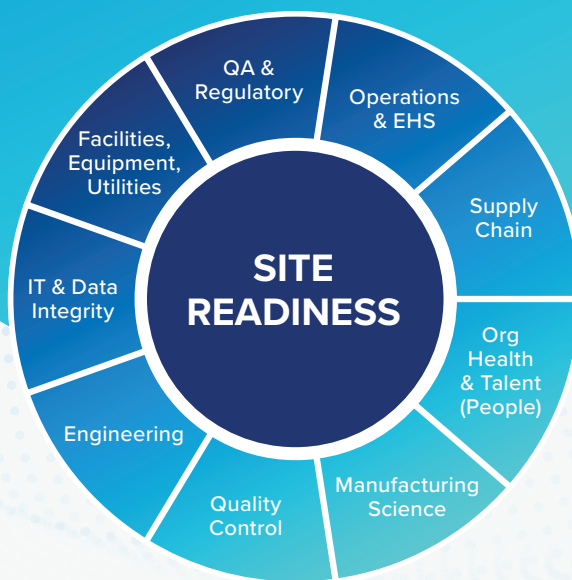 SITE
READINESS
QA &
Regulatory
Operations
& EHS
Supply
Chain
Org
Health
& Talent
(People)
Manufacturing
Science
Quality
Control
Engineering
IT & Data
Integrity
Facilities,
Equipment,
Utilities